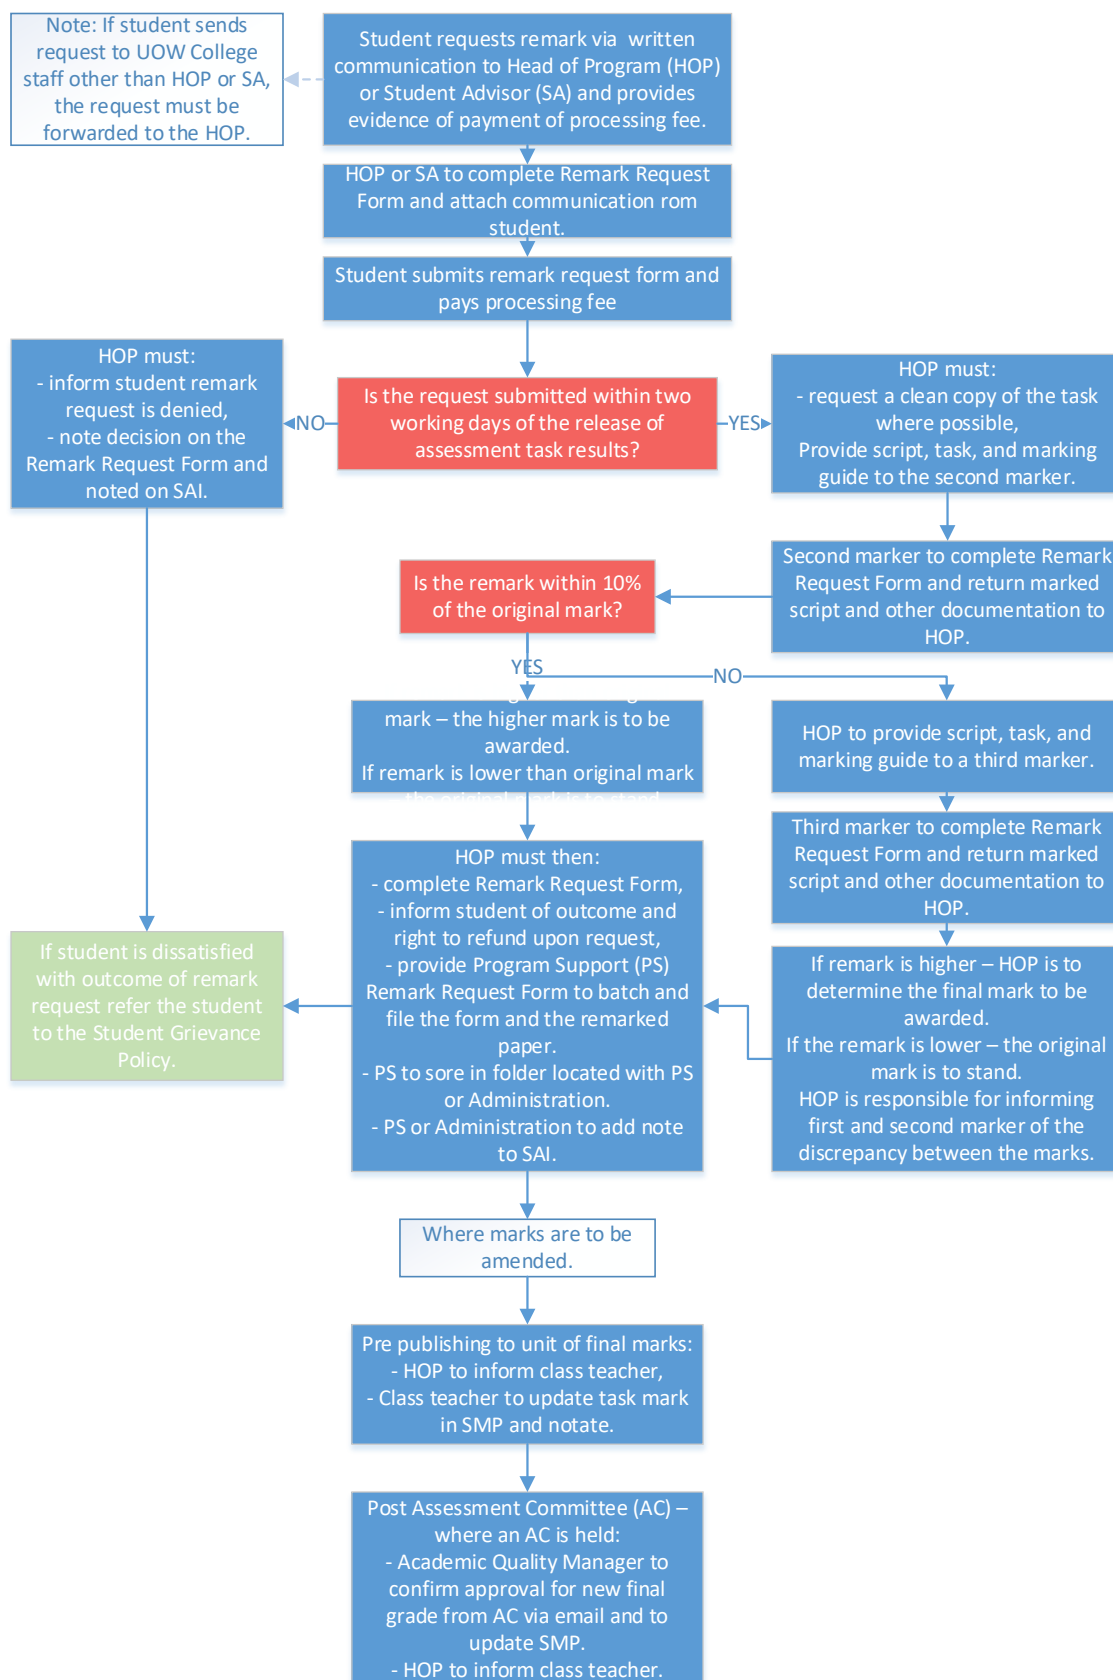 Note: If student sends
request to UOW College
staff other than HOP or SA,
the request must be
forwarded to the HOP.
Student requests remark via  written
communication to Head of Program (HOP)
or Student Advisor (SA) and provides
evidence of payment of processing fee.
HOP or SA to complete Remark Request
Form and attach communication rom
student.
Student submits remark request form and
pays processing fee
Is the request submitted within two
working days of the release of
assessment task results?
NO
YES
HOP must:
- inform student remark
request is denied,
- note decision on the
Remark Request Form and
noted on SAI.
HOP must:
- request a clean copy of the task
where possible,
Provide script, task, and marking
guide to the second marker.
Second marker to complete Remark
Request Form and return marked
script and other documentation to
HOP.
Is the remark within 10%
of the original mark?
YES
NO
mark – the higher mark is to be
awarded.
If remark is lower than original mark
the original mark is to stand
HOP to provide script, task, and
marking guide to a third marker.
Third marker to complete Remark
Request Form and return marked
script and other documentation to
HOP.
If remark is higher – HOP is to
determine the final mark to be
awarded.
If the remark is lower – the original
mark is to stand.
HOP is responsible for informing
first and second marker of the
discrepancy between the marks.
HOP must then:
- complete Remark Request Form,
- inform student of outcome and
right to refund upon request,
- provide Program Support (PS)
Remark Request Form to batch and
file the form and the remarked
paper.
- PS to sore in folder located with PS
or Administration.
- PS or Administration to add note
to SAI.
If student is dissatisfied
with outcome of remark
request refer the student
to the Student Grievance
Policy.
Where marks are to be
amended.
Pre publishing to unit of final marks:
- HOP to inform class teacher,
- Class teacher to update task mark
in SMP and notate.
Post Assessment Committee (AC) –
where an AC is held:
- Academic Quality Manager to
confirm approval for new final
grade from AC via email and to
update SMP.
- HOP to inform class teacher.